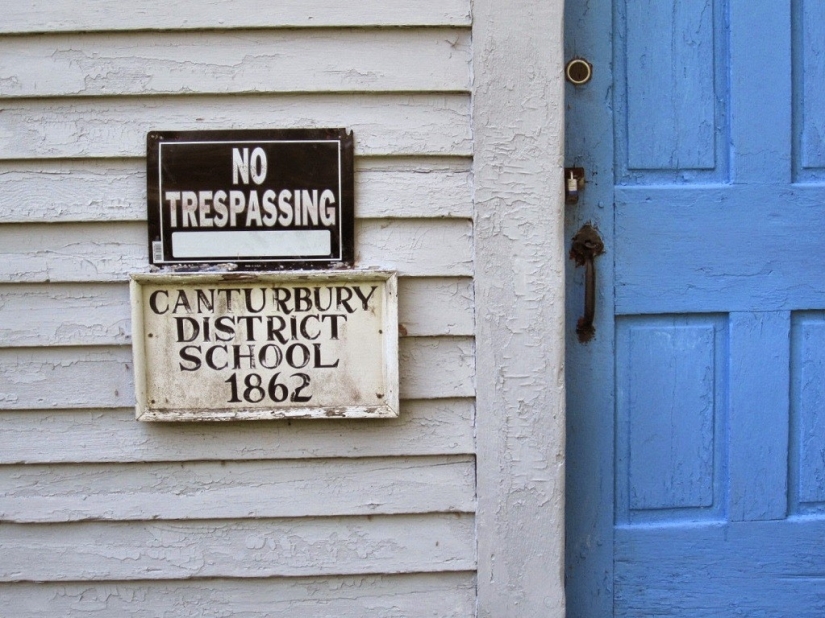 NO
TRESPASSING
CANTURBURY
DISTRICT
SCHOOL
1862